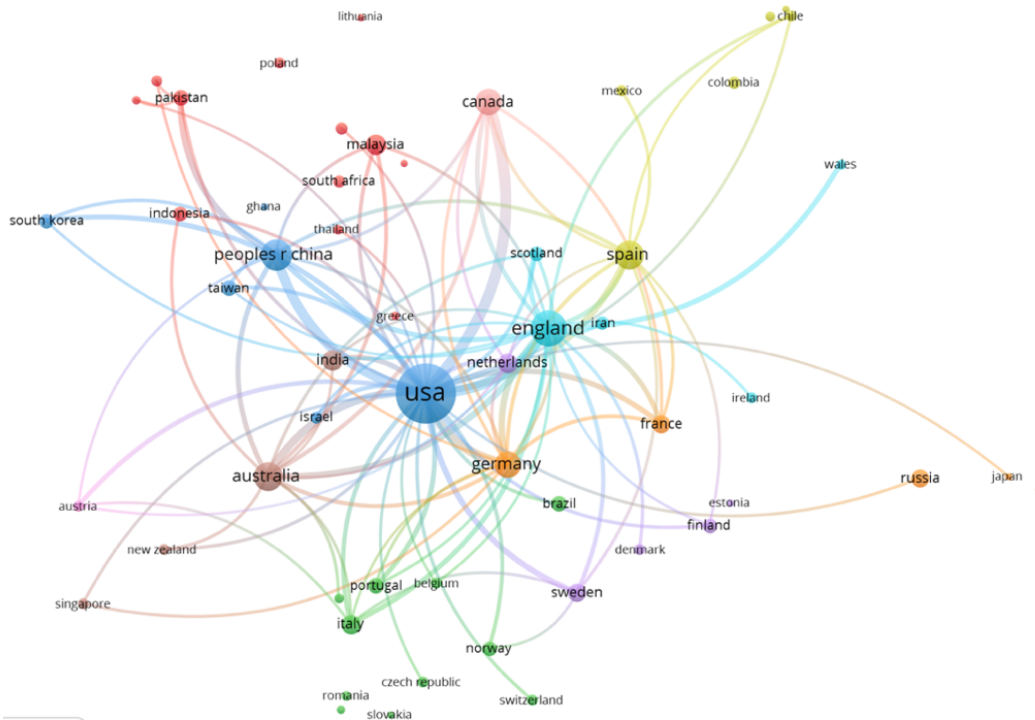 lithuania
chile
poland
colombia
mexico
pakistan
canada
malaysia
wales
south africa
ghana
indonesia
south korea
thailand
peoples r china
scotland
spain
taiwan
greece
england
iran
india
netherlands
usa
ireland
israel
france
germany
australia
russia
japan
brazil
estonia
austria
finland
new zealand
denmark
portugal
belgium
sweden
singapore
italy
norway
czech republic
romania
switzerland
slovakia